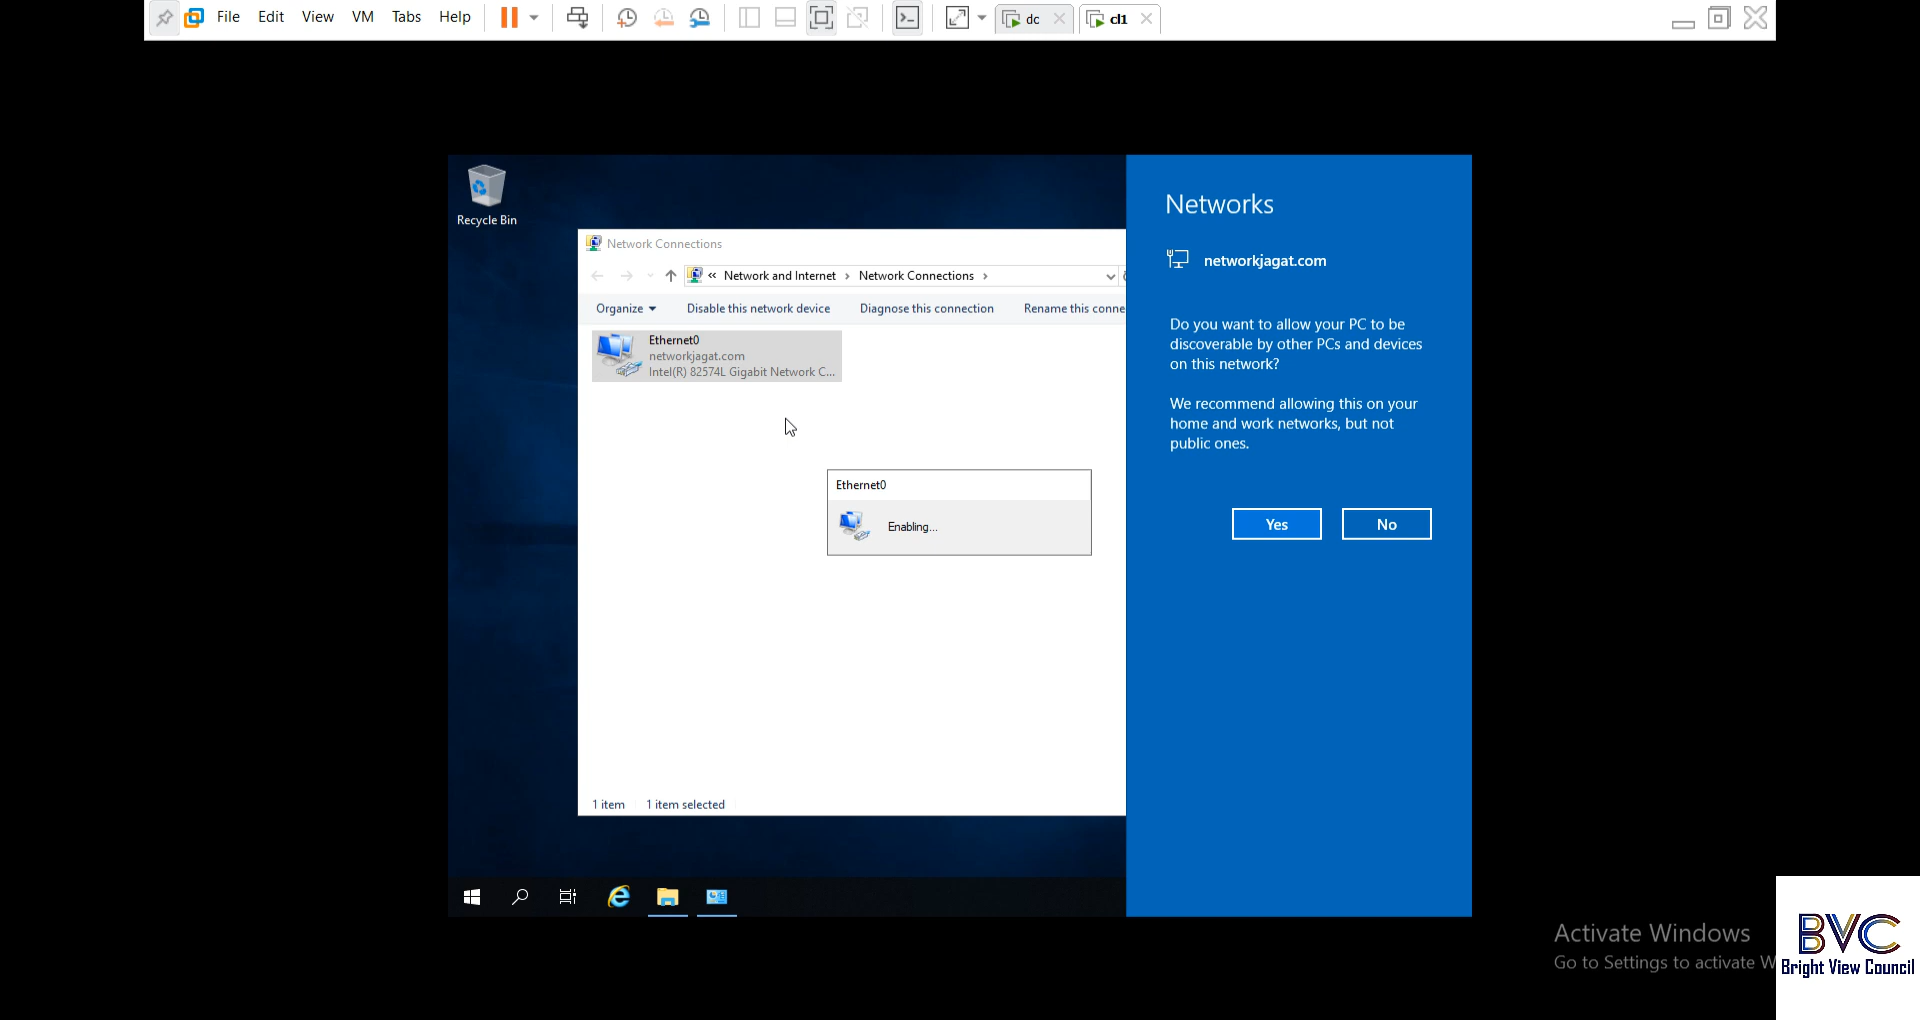 File Edit View VM Tabs Help
dc
cl1
Recycle Bin
Network Connections
« Network and Internet > Network Connections >
Organize Disable this network device Diagnose this connection Rename this conne
Ethernet0
networkjagat.com
Intel(R) 82574L Gigabit Network C...
Ethernet0
Enabling...
1 item 1 item selected
Networks
networkjagat.com
Do you want to allow your PC to be
discoverable by other PCs and devices
on this network?
We recommend allowing this on your
home and work networks, but not
public ones.
Yes No
Activate Windows
Go to Settings to activate W
BVC
Bright View Council